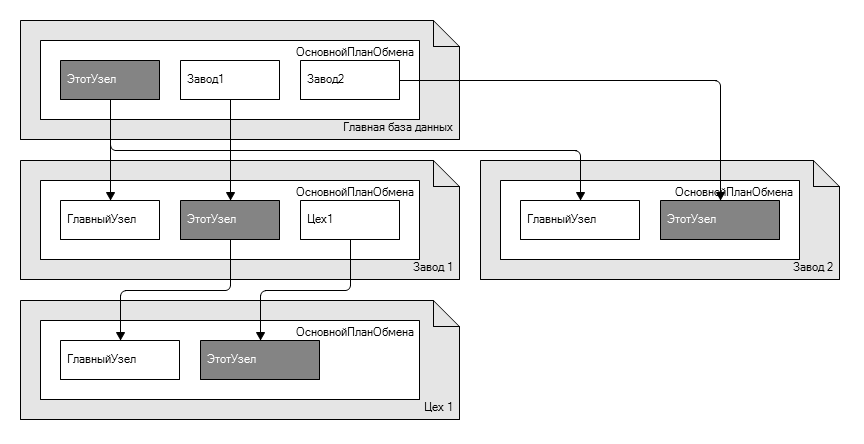 ОсновнойПланОбмена
ЭтотУзел
Завод1
Завод2
Главная база данных
ОсновнойПланОбмена
ГлавныйУзел
ЭтотУзел
Цех1
Завод 1
ОсновнойПланОбмена
ГлавныйУзел
ЭтотУзел
Завод 2
ОсновнойПланОбмена
ГлавныйУзел
ЭтотУзел
Цех 1